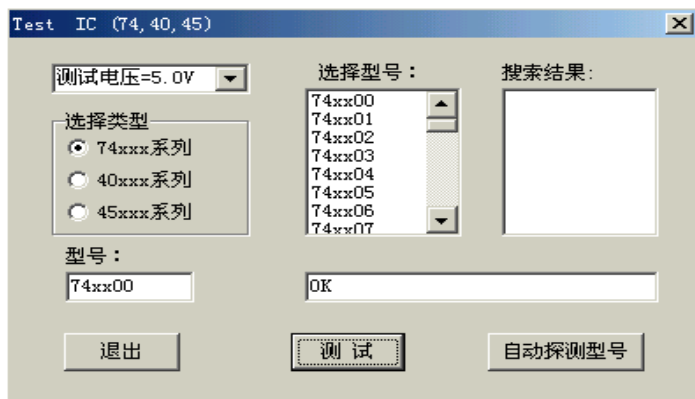 Test IC (74,40,45)
测试电压=5.0V
选择类型
74xxx系列
40xxx系列
45xxx系列
型号：
74xx00
选择型号：
74xx00
74xx01
74xx02
74xx03
74xx04
74xx05
74xx06
74xx07
搜索结果:
OK
退出
测 试
自动探测型号